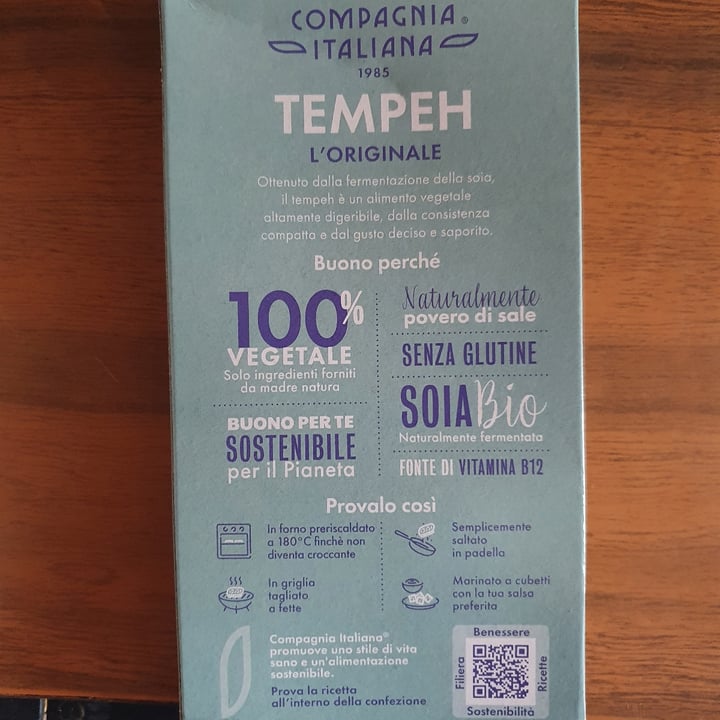 COMPAGNIA®
ITALIANA
1985
TEMPEH
L'ORIGINALE
Ottenuto dalla fermentazione della soia,
il tempeh è un alimento vegetale
altamente digeribile, dalla consistenza
compatta e dal gusto deciso e saporito.
Buono perché
100%
VEGETALE
Solo ingredienti forniti
da madre natura
BUONO PER TE
SOSTENIBILE
per il Pianeta
Naturalmente
povero di sale
SENZA GLUTINE
SOIA Bio
Naturalmente fermentata
FONTE DI VITAMINA B12
Provalo così
In forno preriscaldato
a 180°C finchè non
diventa croccante
Semplicemente
saltato
in padella
In griglia
tagliato
a fette
Marinato a cubetti
con la tua salsa
preferita
Compagnia Italiana®
promuove uno stile di vita
sano e un'alimentazione
sostenibile.
Prova la ricetta
all'interno della confezione
Benessere
Filiera
Ricette
Sostenibilità